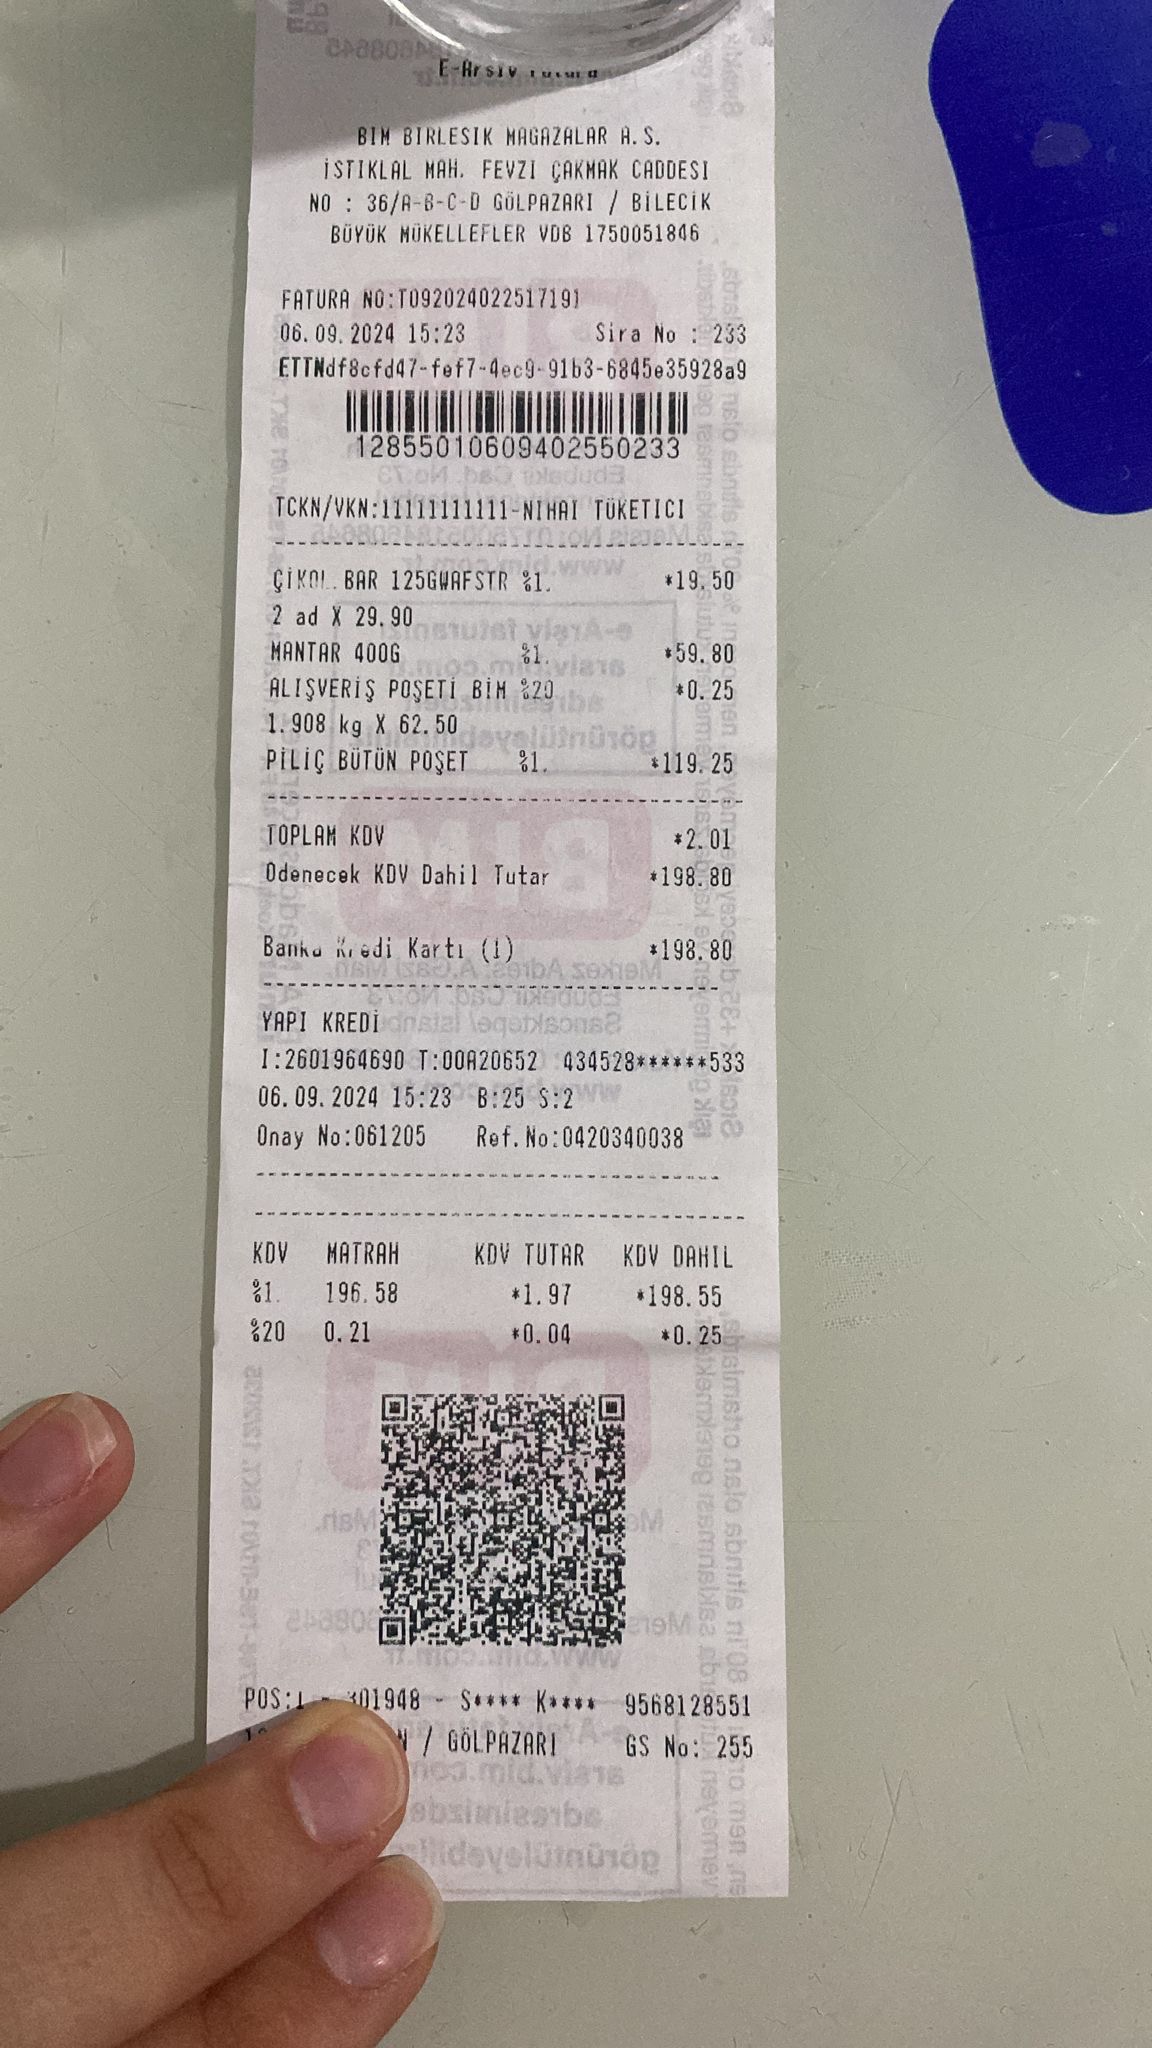 E-Arsiv Fatura
BIM BIRLESIK MAGAZALAR A.S.
İSTIKLAL MAH. FEVZI ÇAKMAK CADDESI
NO : 36/A-B-C-D GÖLPAZARI / BİLECİK
BÜYÜK MÜKELLEFLER VDB 1750051846
FATURA NO:T092024022517191
06.09.2024 15:23 Sira No : 233
ETTNdf8cfd47-fef7-4ec9-91b3-6845e35928a9
12855010609402550233
TCKN/VKN:11111111111-NIHAI TÜKETICI
ÇİKOL.BAR 125GWAFSTR %1. *19.50
2 ad X 29.90
MANTAR 400G %1. *59.80
ALIŞVERİŞ POŞETİ BİM %20 *0.25
1.908 kg X 62.50
PİLİÇ BÜTÜN POŞET %1. *119.25
TOPLAM KDV *2.01
Odenecek KDV Dahil Tutar *198.80
Banka Kredi Kartı (1) *198.80
YAPI KREDİ
I:2601964690 T:00A20652 434528******533
06.09.2024 15:23 B:25 S:2
Onay No:061205 Ref.No:0420340038
KDV MATRAH KDV TUTAR KDV DAHIL
%1. 196.58 *1.97 *198.55
%20 0.21 *0.04 *0.25
POS:1 - 301948 - S**** K**** 9568128551
/ GÖLPAZARI GS No: 255